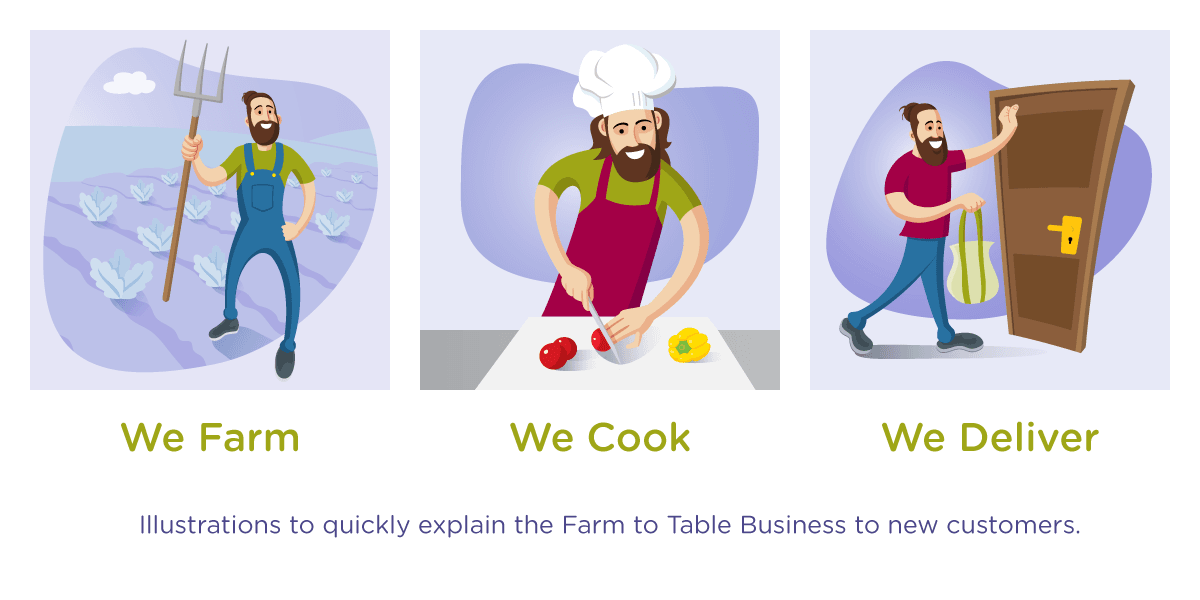 We Farm
We Cook
We Deliver
Illustrations to quickly explain the Farm to Table Business to new customers.